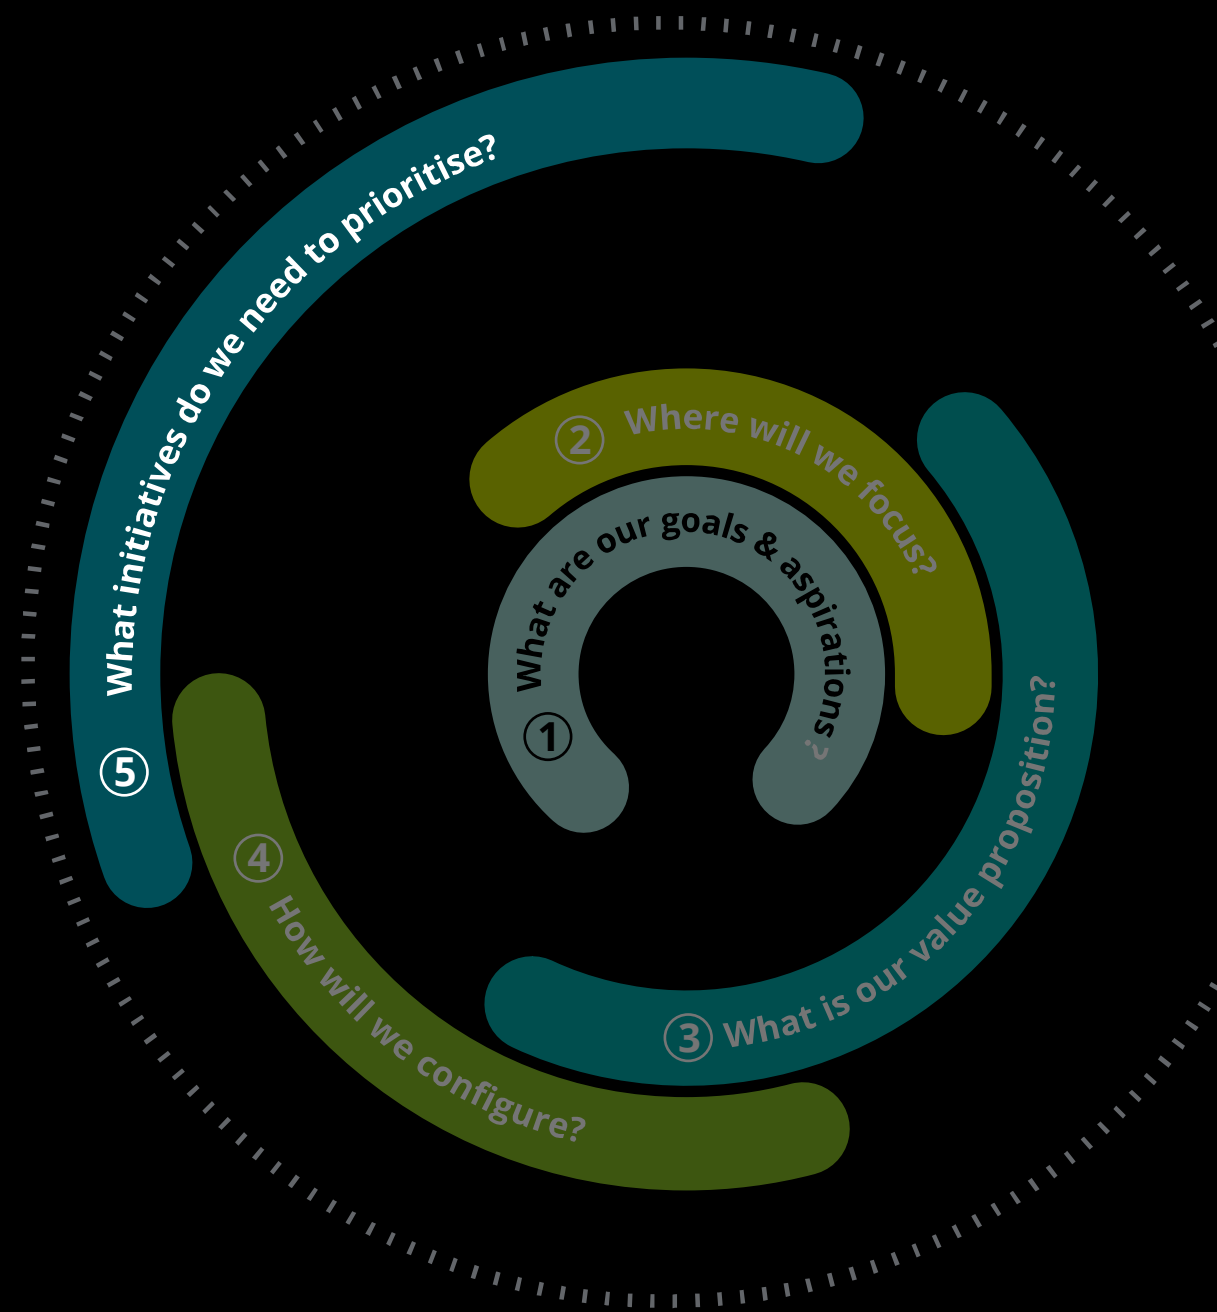 ① What are our goals & aspirations?
② Where will we focus?
③ What is our value proposition?
④ How will we configure?
⑤ What initiatives do we need to prioritise?